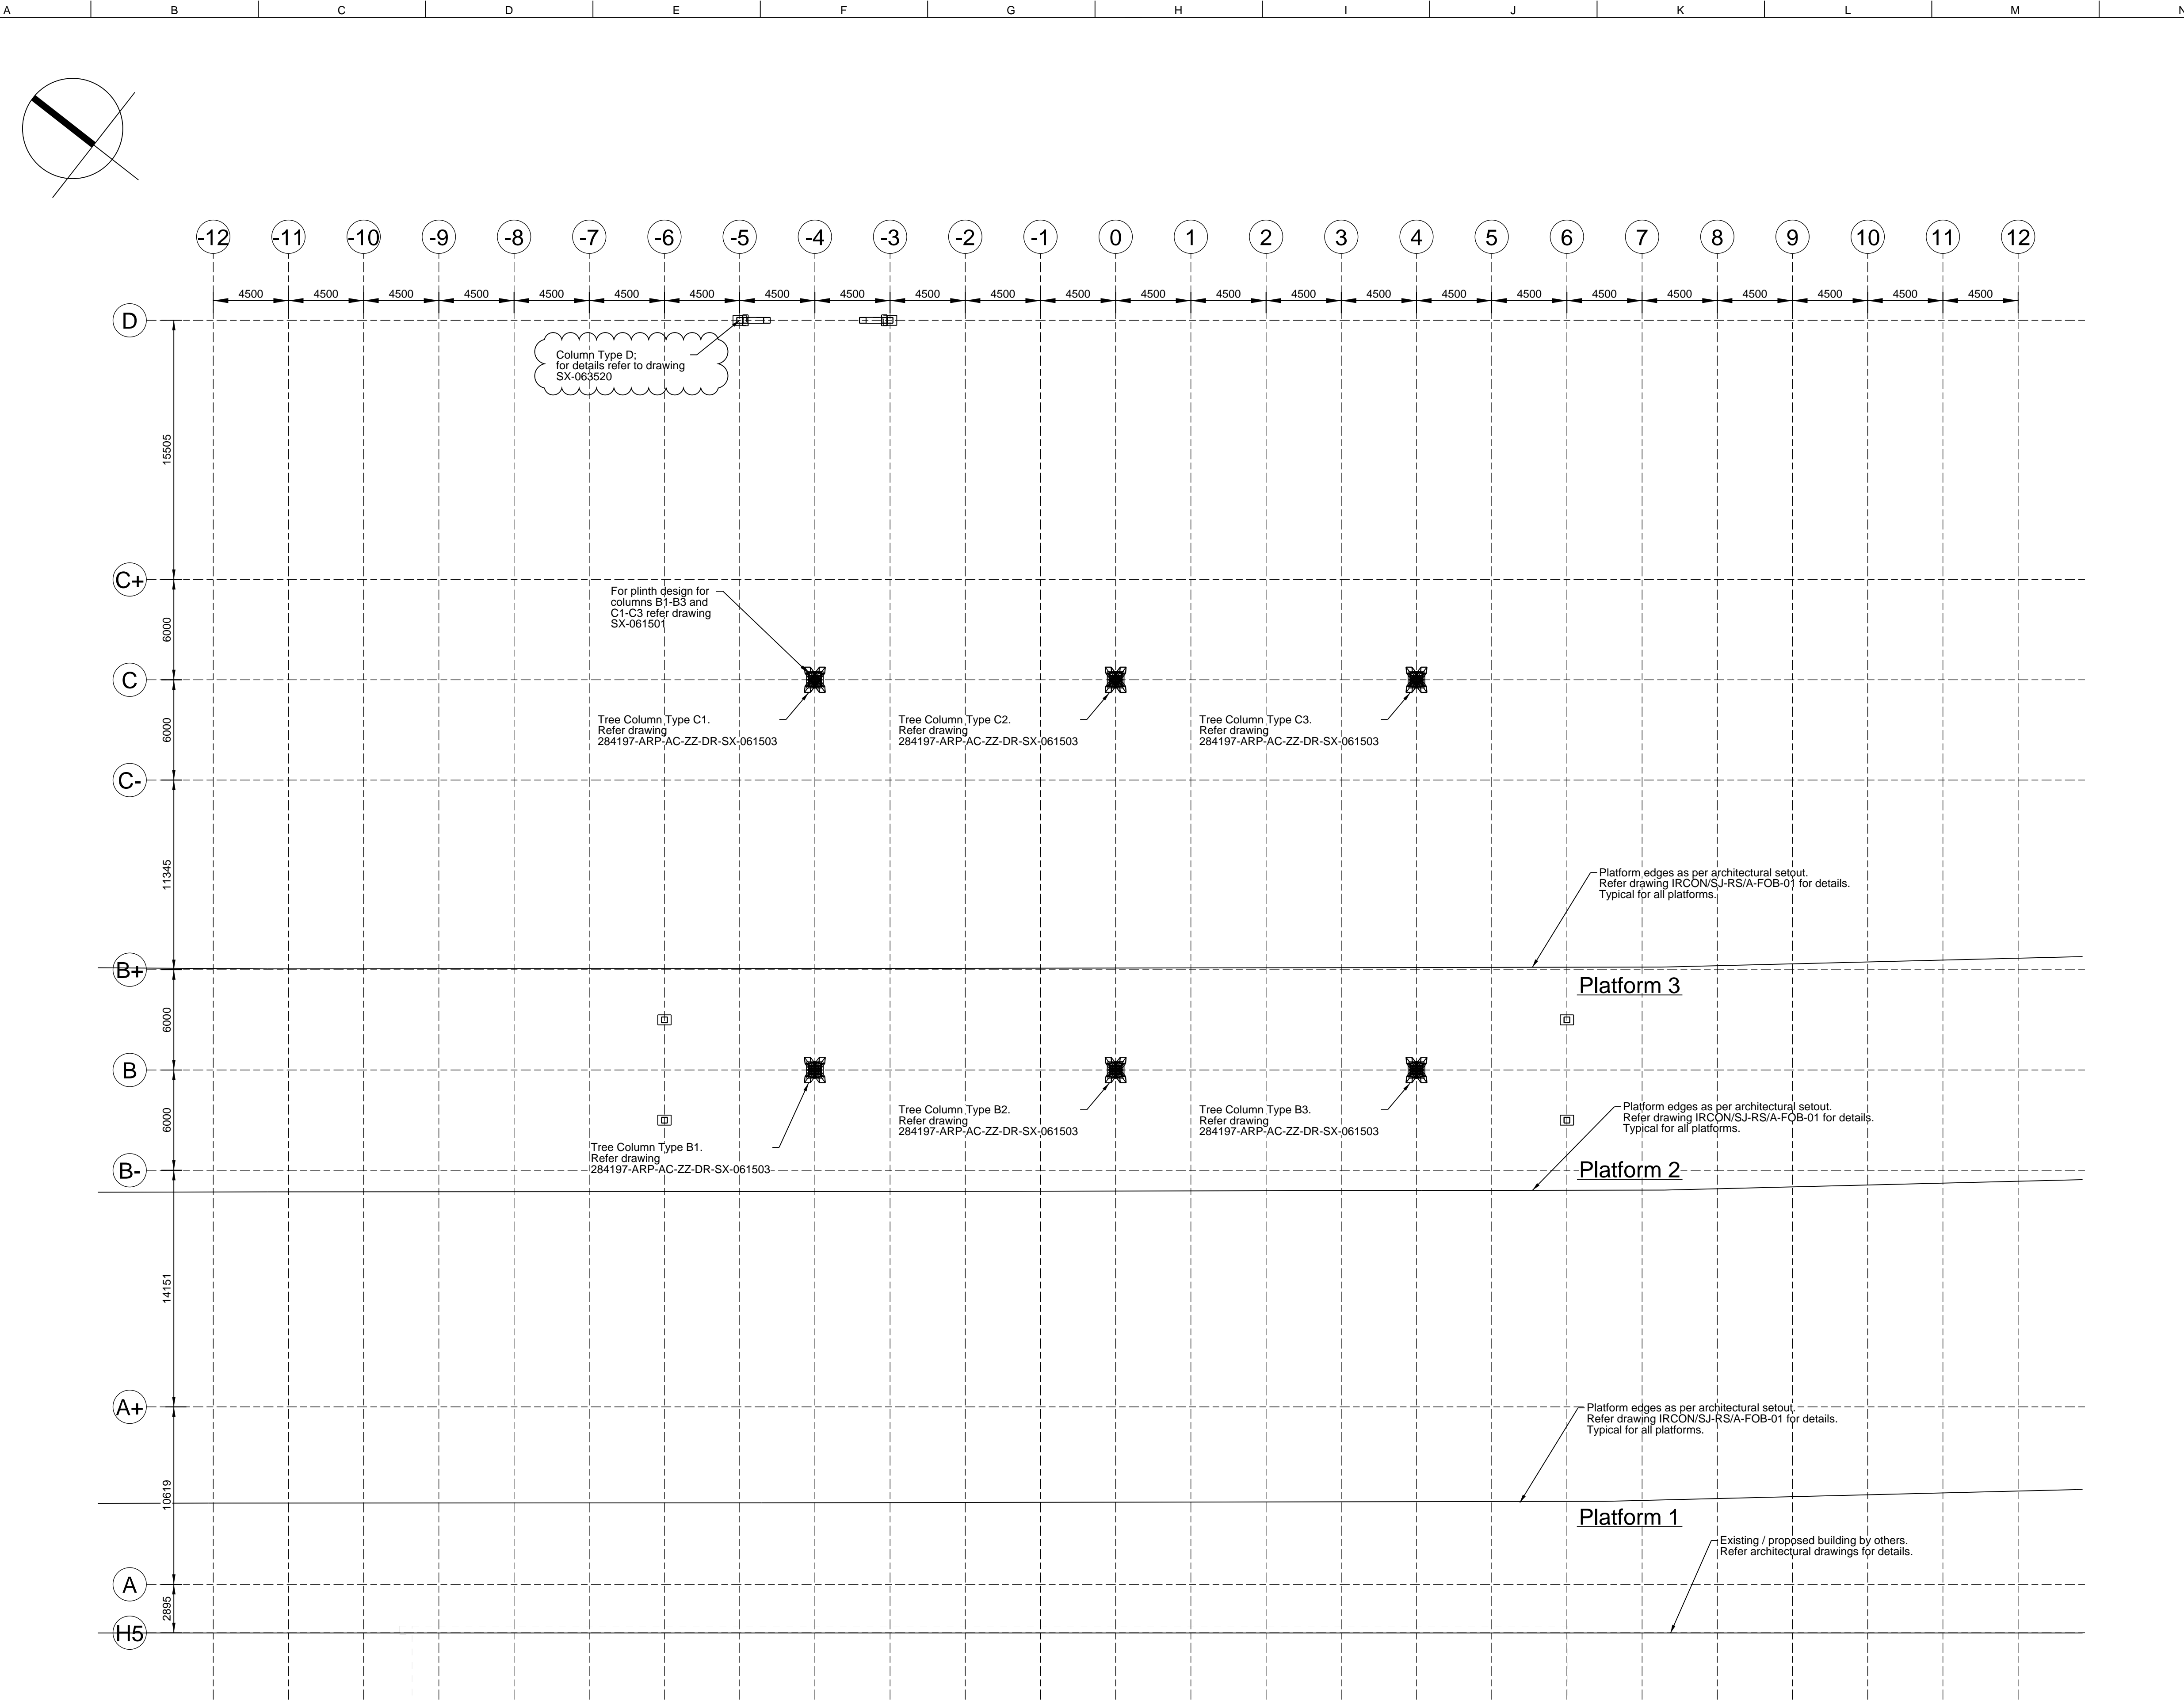 A B C D E F G H I J K L M N
-12 -11 -10 -9 -8 -7 -6 -5 -4 -3 -2 -1 0 1 2 3 4 5 6 7 8 9 10 11 12
4500 4500 4500 4500 4500 4500 4500 4500 4500 4500 4500 4500 4500 4500 4500 4500 4500 4500 4500 4500 4500 4500 4500 4500
D
Column Type D;
for details refer to drawing
SX-063520
15505
C+
For plinth design for
columns B1-B3 and
C1-C3 refer drawing
SX-061501
6000
C
Tree Column Type C1.
Refer drawing
284197-ARP-AC-ZZ-DR-SX-061503
Tree Column Type C2.
Refer drawing
284197-ARP-AC-ZZ-DR-SX-061503
Tree Column Type C3.
Refer drawing
284197-ARP-AC-ZZ-DR-SX-061503
6000
C-
11345
Platform edges as per architectural setout.
Refer drawing IRCON/SJ-RS/A-FOB-01 for details.
Typical for all platforms.
B+
Platform 3
6000
B
Tree Column Type B1.
Refer drawing
284197-ARP-AC-ZZ-DR-SX-061503
Tree Column Type B2.
Refer drawing
284197-ARP-AC-ZZ-DR-SX-061503
Tree Column Type B3.
Refer drawing
284197-ARP-AC-ZZ-DR-SX-061503
Platform edges as per architectural setout.
Refer drawing IRCON/SJ-RS/A-FOB-01 for details.
Typical for all platforms.
6000
B-
Platform 2
14151
A+
Platform edges as per architectural setout.
Refer drawing IRCON/SJ-RS/A-FOB-01 for details.
Typical for all platforms.
10619
Platform 1
Existing / proposed building by others.
Refer architectural drawings for details.
A
2895
H5